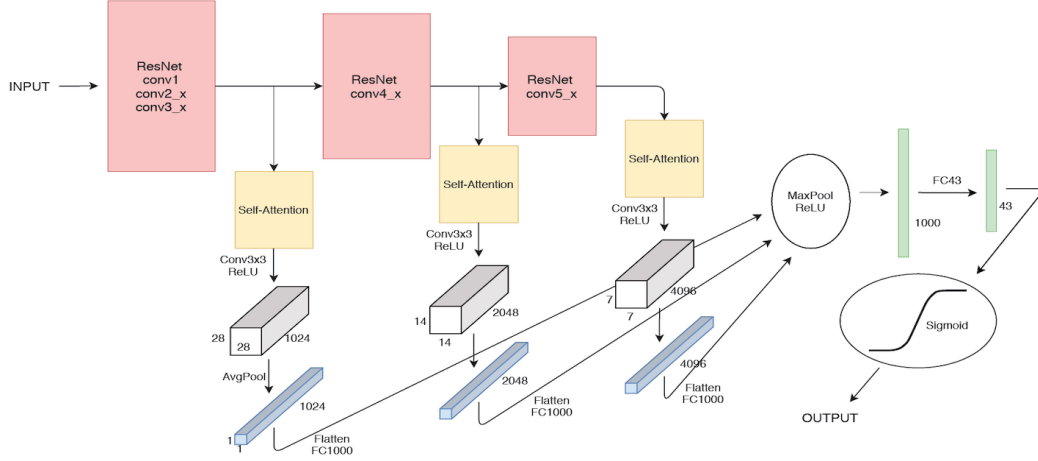 INPUT
ResNet
conv1
conv2_x
conv3_x
ResNet
conv4_x
ResNet
conv5_x
Self-Attention
Self-Attention
Self-Attention
Conv3x3
ReLU
Conv3x3
ReLU
Conv3x3
ReLU
28
28
1024
14
14
2048
7
7
4096
AvgPool
1
1
1024
2048
4096
Flatten
FC1000
Flatten
FC1000
Flatten
FC1000
MaxPool
ReLU
1000
FC43
43
Sigmoid
OUTPUT